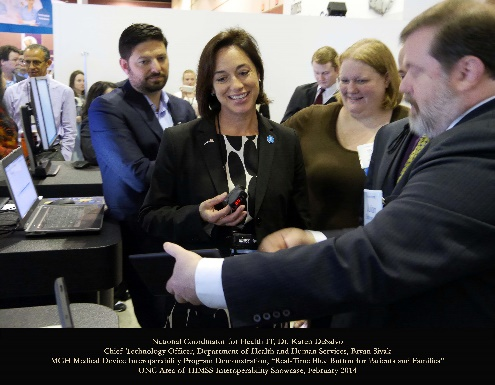 National Coordinator for Health IT, Dr. Karen DeSalvo
Chief Technology Officer, Department of Health and Human Services, Bryan Sivak
MGH Medical Device Interoperability Program Demonstration, "Real-Time Blue Button for Patients and Families"
ONC Area of HIMSS Interoperability Showcase, February 2014